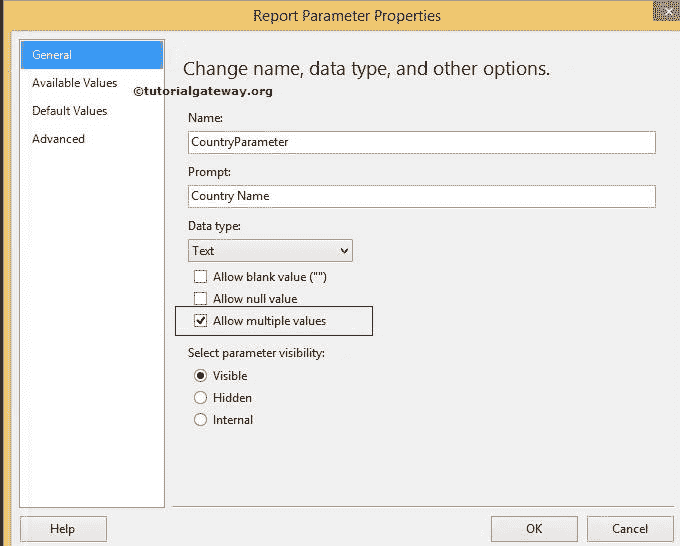 Report Parameter Properties
General
Available Values
Default Values
Advanced
Change name, data type, and other options.
©tutorialgateway.org
Name:
CountryParameter
Prompt:
Country Name
Data type:
Text
Allow blank value ("")
Allow null value
Allow multiple values
Select parameter visibility:
Visible
Hidden
Internal
Help
OK
Cancel